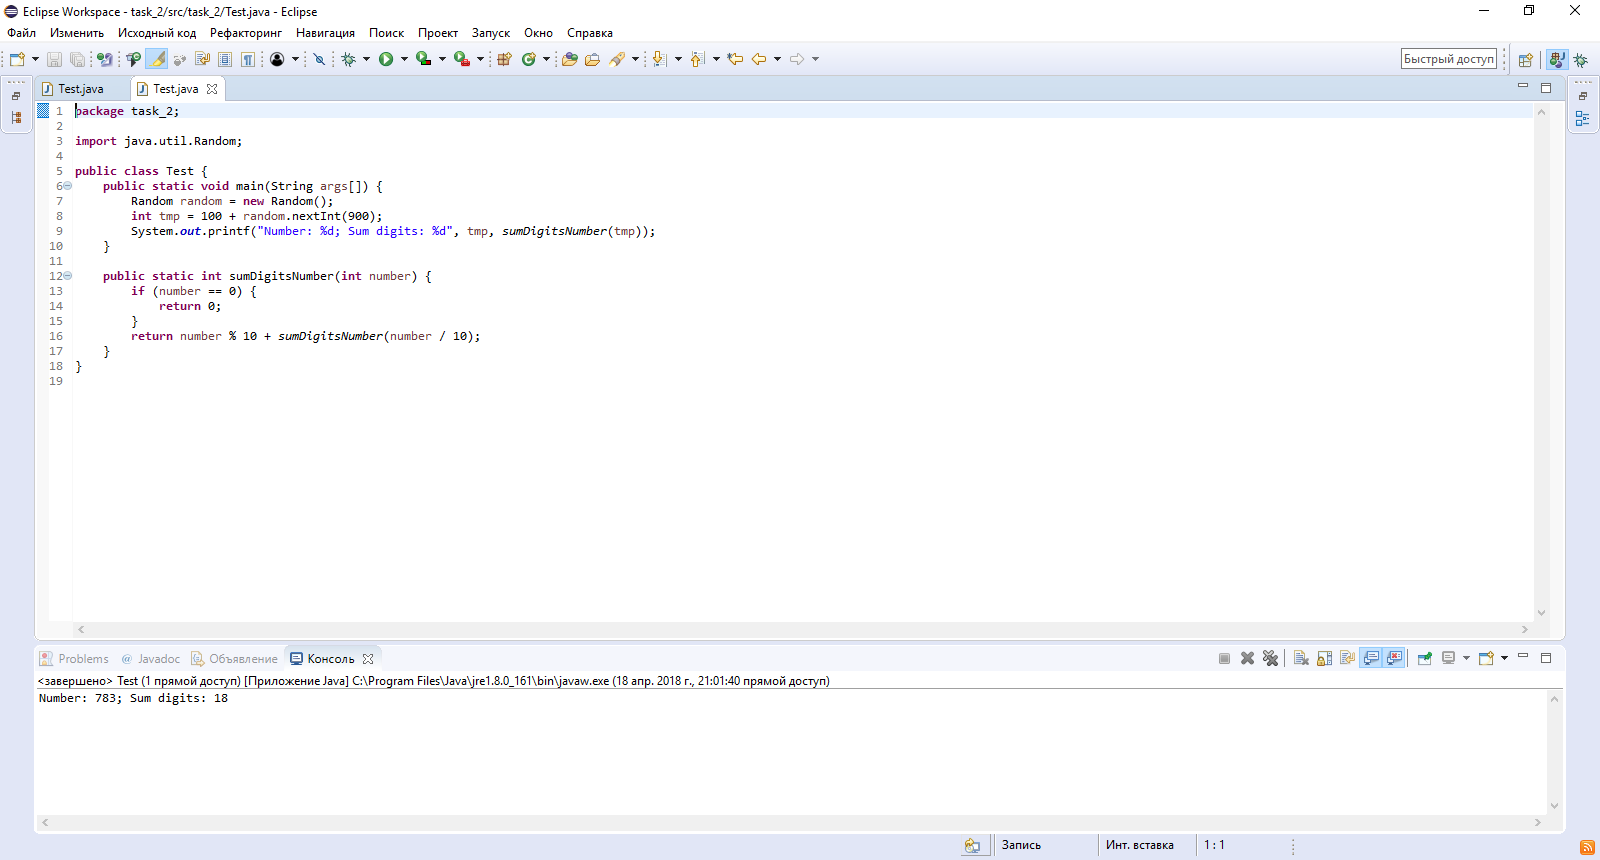 Eclipse Workspace - task_2/src/task_2/Test.java - Eclipse
Файл Изменить Исходный код Рефакторинг Навигация Поиск Проект Запуск Окно Справка
Быстрый доступ
Test.java Test.java
1 package task_2;
2
3 import java.util.Random;
4
5 public class Test {
6 public static void main(String args[]) {
7 Random random = new Random();
8 int tmp = 100 + random.nextInt(900);
9 System.out.printf("Number: %d; Sum digits: %d", tmp, sumDigitsNumber(tmp));
10 }
11
12 public static int sumDigitsNumber(int number) {
13 if (number == 0) {
14 return 0;
15 }
16 return number % 10 + sumDigitsNumber(number / 10);
17 }
18 }
19
Problems @ Javadoc Объявление Консоль
<завершено> Test (1 прямой доступ) [Приложение Java] C:\Program Files\Java\jre1.8.0_161\bin\javaw.exe (18 апр. 2018 г., 21:01:40 прямой доступ)
Number: 783; Sum digits: 18
Запись Инт. вставка 1 : 1